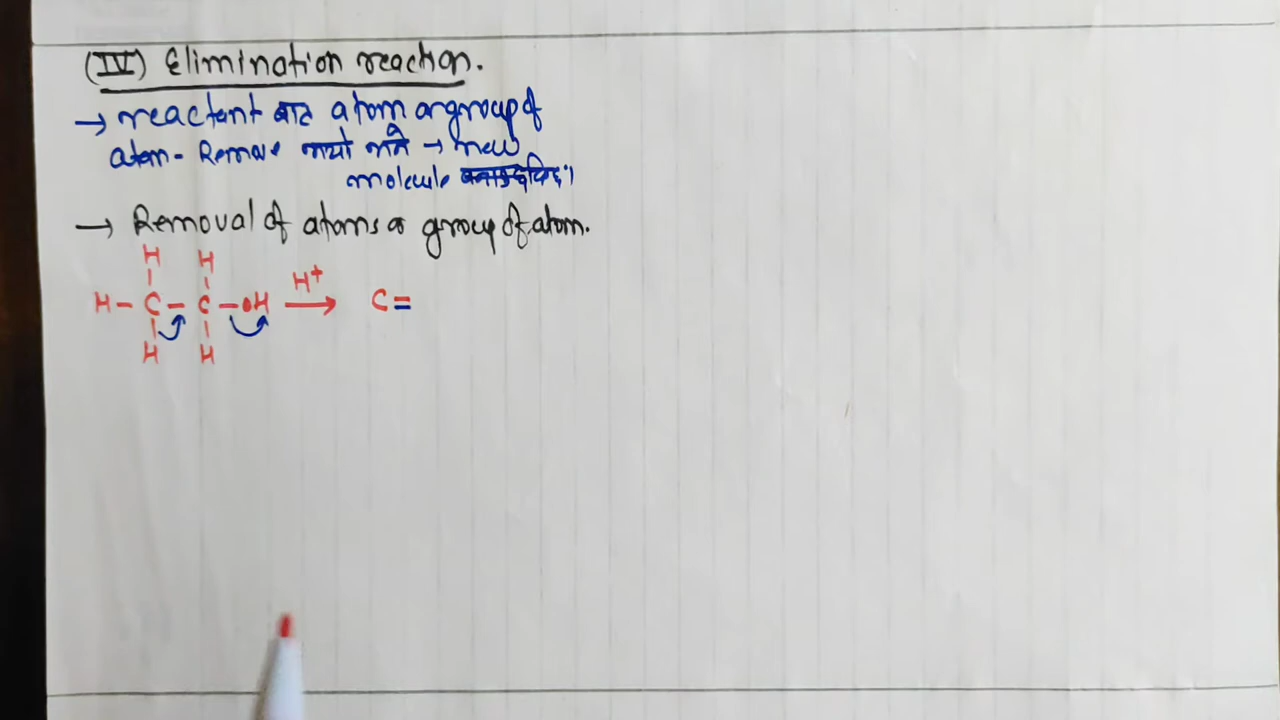 (IV) Elimination reaction.
→ reactant बाट atom or group of
atom - Remove गर्यो भने → new
molecule
→ Removal of atoms or group of atom.
H H
H – C – C – OH ⟶ C =
H+
H H